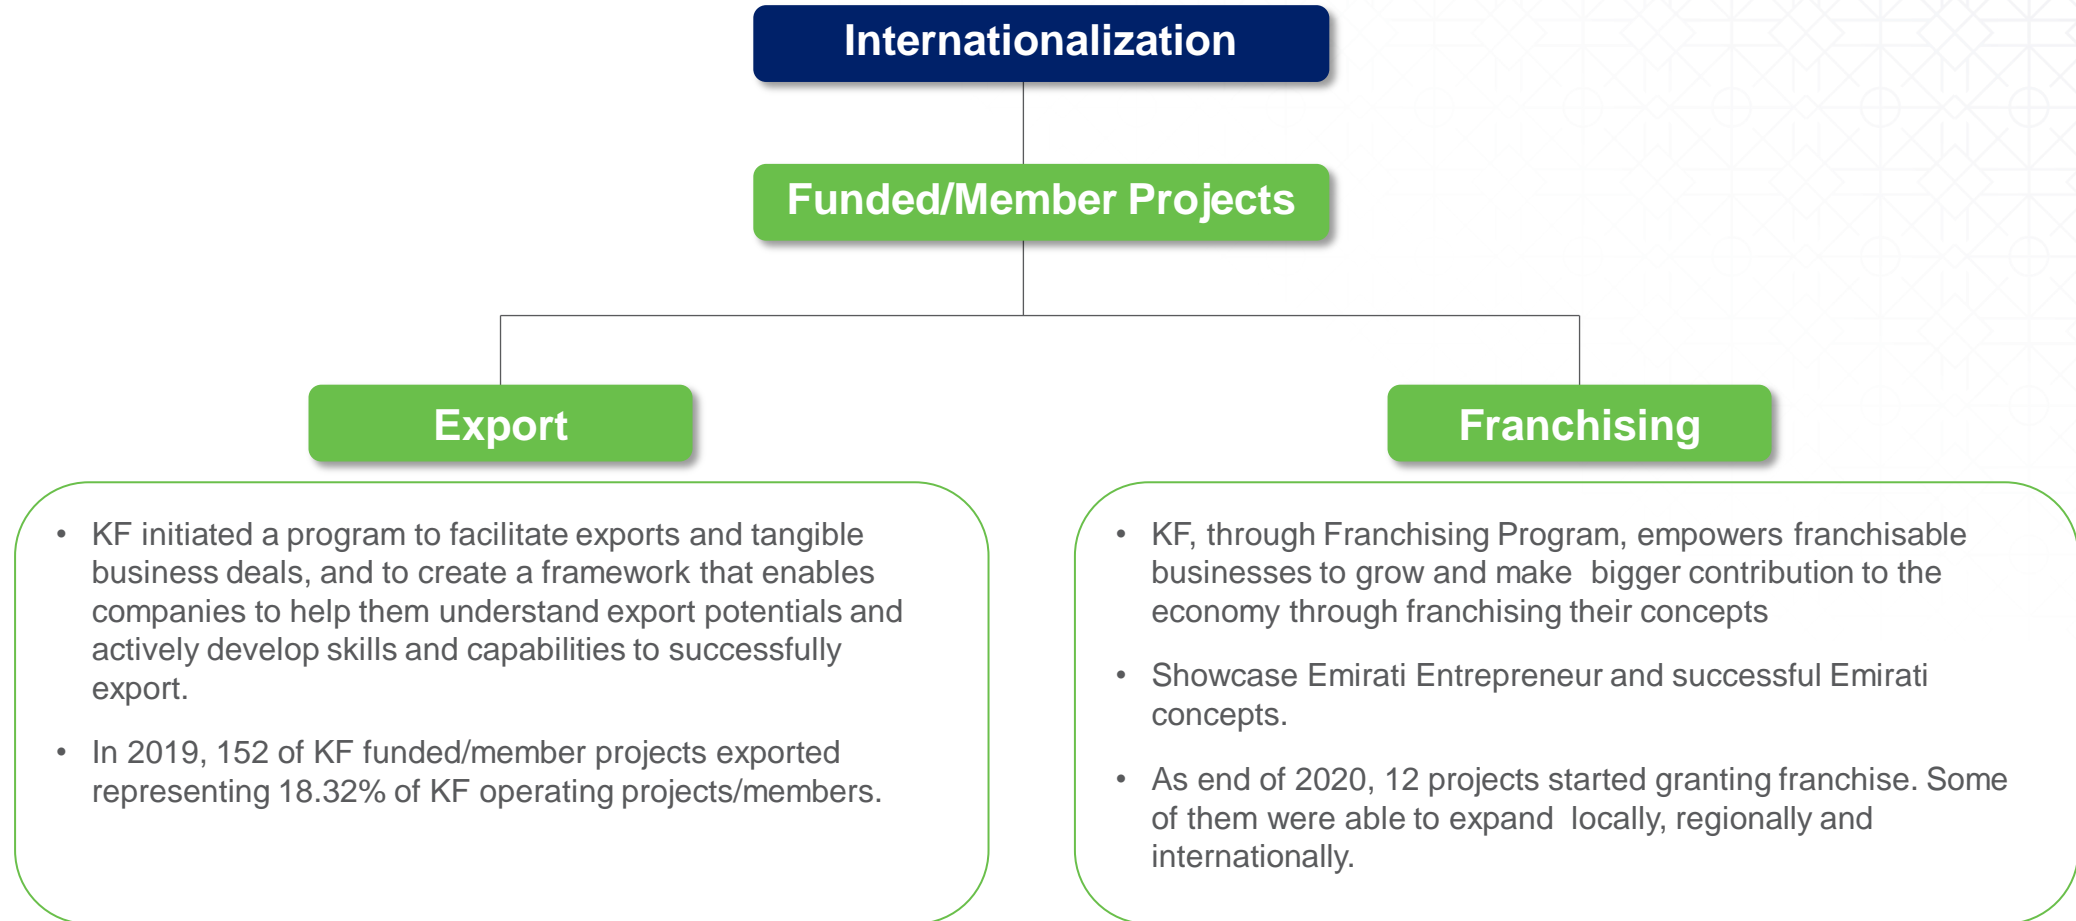 Internationalization
Funded/Member Projects
Export
Franchising
• KF initiated a program to facilitate exports and tangible
business deals, and to create a framework that enables
companies to help them understand export potentials and
actively develop skills and capabilities to successfully
export.
• In 2019, 152 of KF funded/member projects exported
representing 18.32% of KF operating projects/members.
• KF, through Franchising Program, empowers franchisable
businesses to grow and make  bigger contribution to the
economy through franchising their concepts
• Showcase Emirati Entrepreneur and successful Emirati
concepts.
• As end of 2020, 12 projects started granting franchise. Some
of them were able to expand  locally, regionally and
internationally.